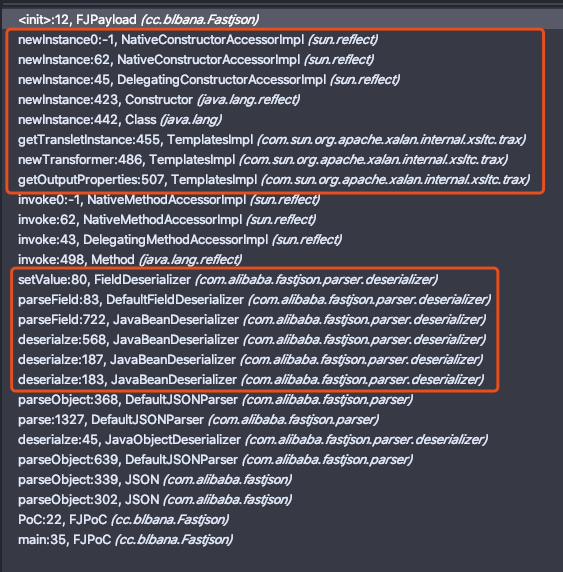 <init>:12, FJPayload (cc.blbana.Fastjson)
newInstance0:-1, NativeConstructorAccessorImpl (sun.reflect)
newInstance:62, NativeConstructorAccessorImpl (sun.reflect)
newInstance:45, DelegatingConstructorAccessorImpl (sun.reflect)
newInstance:423, Constructor (java.lang.reflect)
newInstance:442, Class (java.lang)
getTransletInstance:455, TemplatesImpl (com.sun.org.apache.xalan.internal.xsltc.trax)
newTransformer:486, TemplatesImpl (com.sun.org.apache.xalan.internal.xsltc.trax)
getOutputProperties:507, TemplatesImpl (com.sun.org.apache.xalan.internal.xsltc.trax)
invoke0:-1, NativeMethodAccessorImpl (sun.reflect)
invoke:62, NativeMethodAccessorImpl (sun.reflect)
invoke:43, DelegatingMethodAccessorImpl (sun.reflect)
invoke:498, Method (java.lang.reflect)
setValue:80, FieldDeserializer (com.alibaba.fastjson.parser.deserializer)
parseField:83, DefaultFieldDeserializer (com.alibaba.fastjson.parser.deserializer)
parseField:722, JavaBeanDeserializer (com.alibaba.fastjson.parser.deserializer)
deserialze:568, JavaBeanDeserializer (com.alibaba.fastjson.parser.deserializer)
deserialze:187, JavaBeanDeserializer (com.alibaba.fastjson.parser.deserializer)
deserialze:183, JavaBeanDeserializer (com.alibaba.fastjson.parser.deserializer)
parseObject:368, DefaultJSONParser (com.alibaba.fastjson.parser)
parse:1327, DefaultJSONParser (com.alibaba.fastjson.parser)
deserialze:45, JavaObjectDeserializer (com.alibaba.fastjson.parser.deserializer)
parseObject:639, DefaultJSONParser (com.alibaba.fastjson.parser)
parseObject:339, JSON (com.alibaba.fastjson)
parseObject:302, JSON (com.alibaba.fastjson)
PoC:22, FJPoC (cc.blbana.Fastjson)
main:35, FJPoC (cc.blbana.Fastjson)